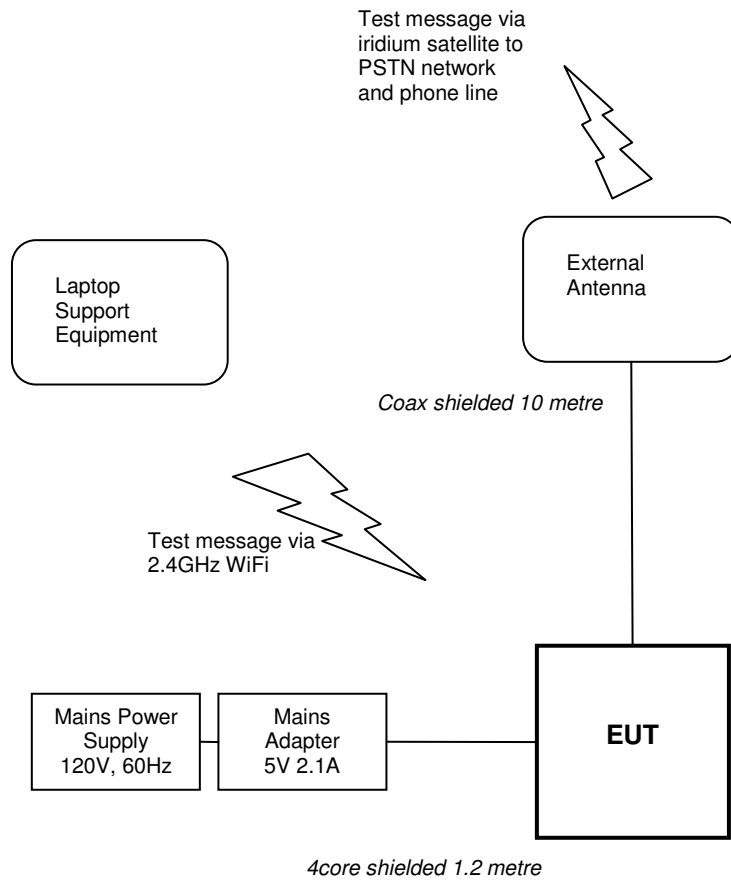 Test message via
iridium satellite to
PSTN network
and phone line
Laptop
Support
Equipment
External
Antenna
Coax shielded 10 metre
Test message via
2.4GHz WiFi
Mains Power
Supply
120V, 60Hz
Mains
Adapter
5V 2.1A
EUT
4core shielded 1.2 metre